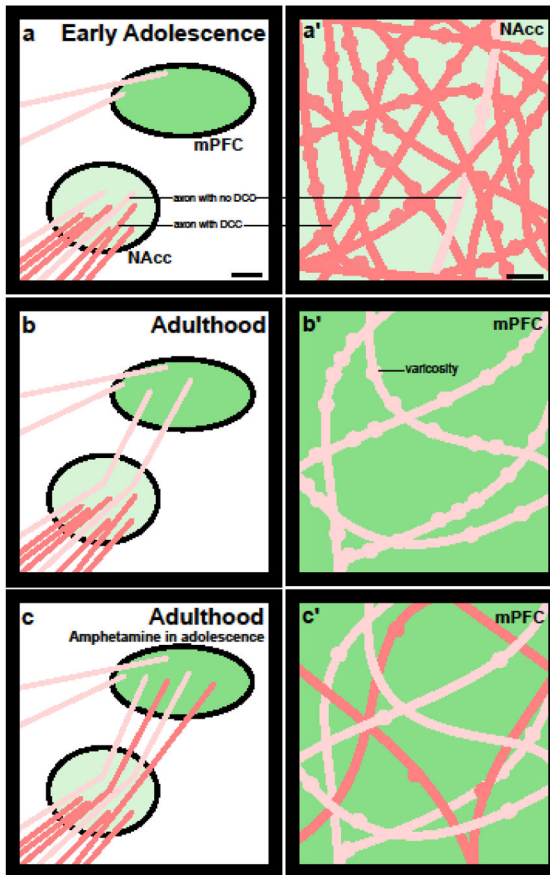 a Early Adolescence
mPFC
axon with no DCC
axon with DCC
NAcc
a' NAcc
b Adulthood
b' mPFC
varicosity
c Adulthood
Amphetamine in adolescence
c' mPFC